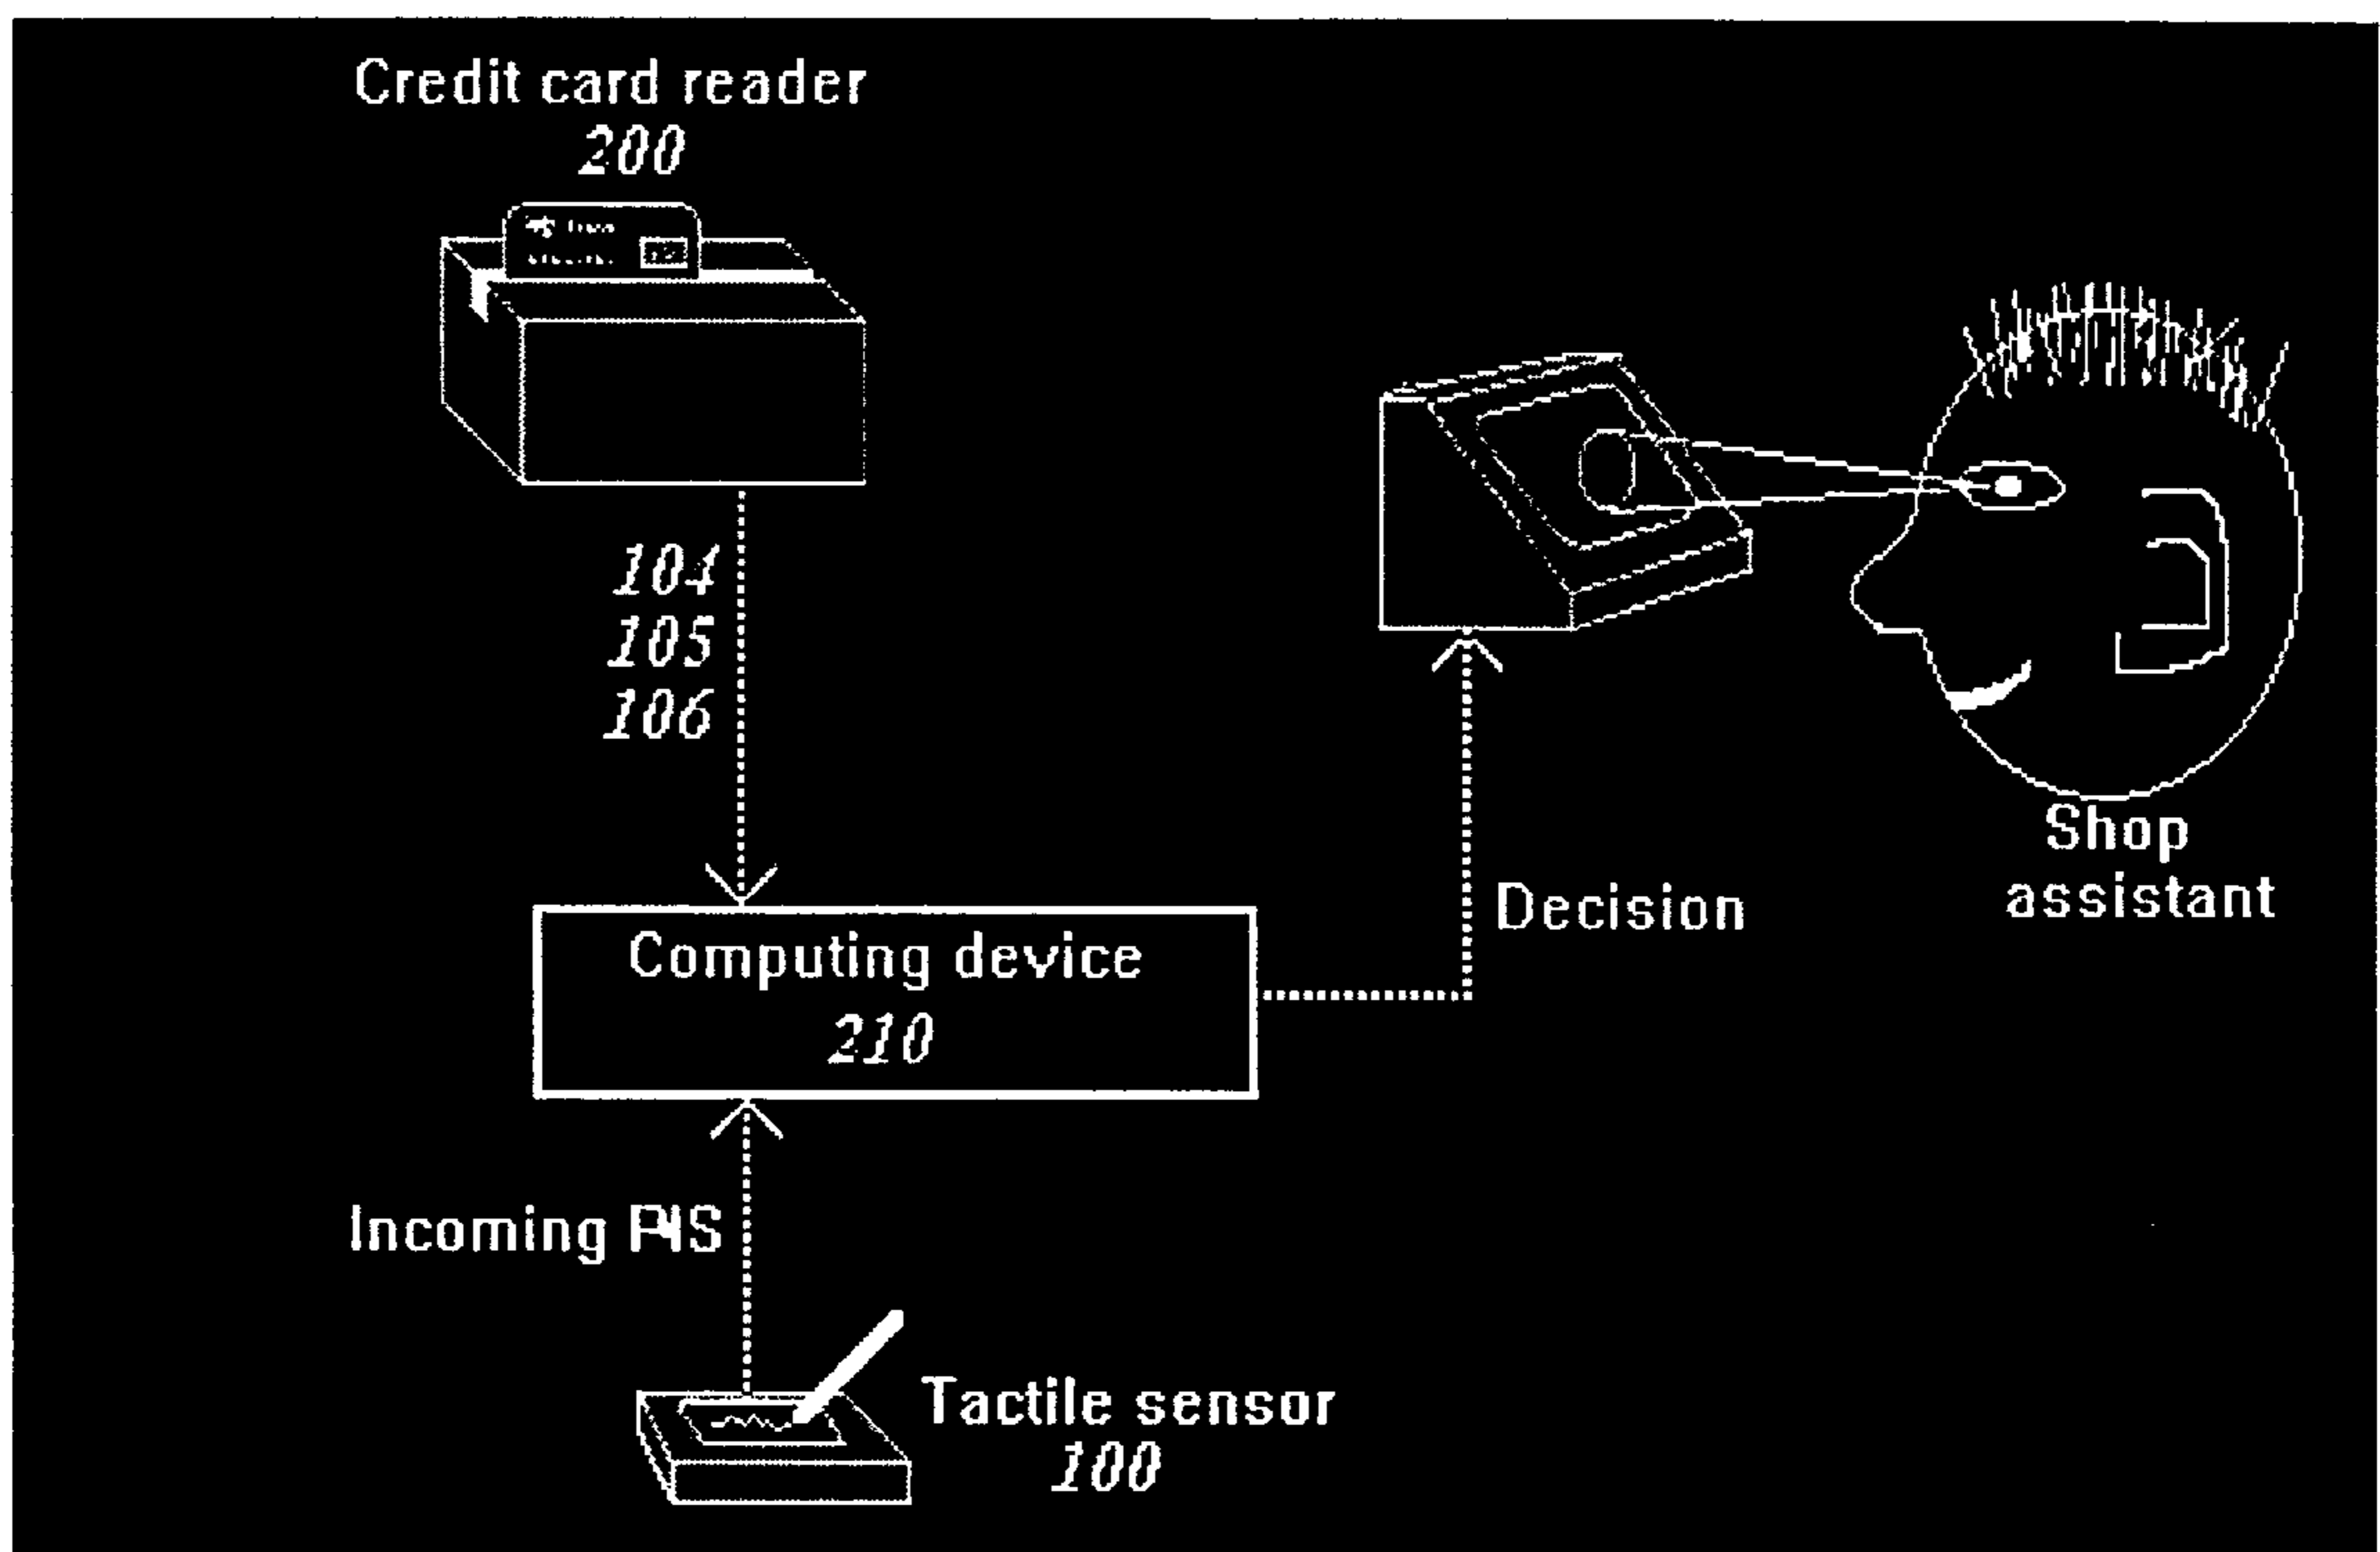 Credit card reader
200
104
105
106
Computing device
210
Decision
Shop
assistant
Incoming PIS
Tactile sensor
100